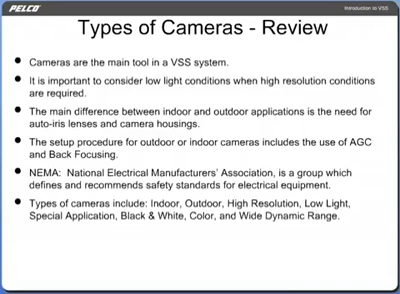 PELCO
Introduction to VSS
Types of Cameras - Review
• Cameras are the main tool in a VSS system.
• It is important to consider low light conditions when high resolution conditions
are required.
• The main difference between indoor and outdoor applications is the need for
auto-iris lenses and camera housings.
• The setup procedure for outdoor or indoor cameras includes the use of AGC
and Back Focusing.
• NEMA: National Electrical Manufacturers' Association, is a group which
defines and recommends safety standards for electrical equipment.
• Types of cameras include: Indoor, Outdoor, High Resolution, Low Light,
Special Application, Black & White, Color, and Wide Dynamic Range.